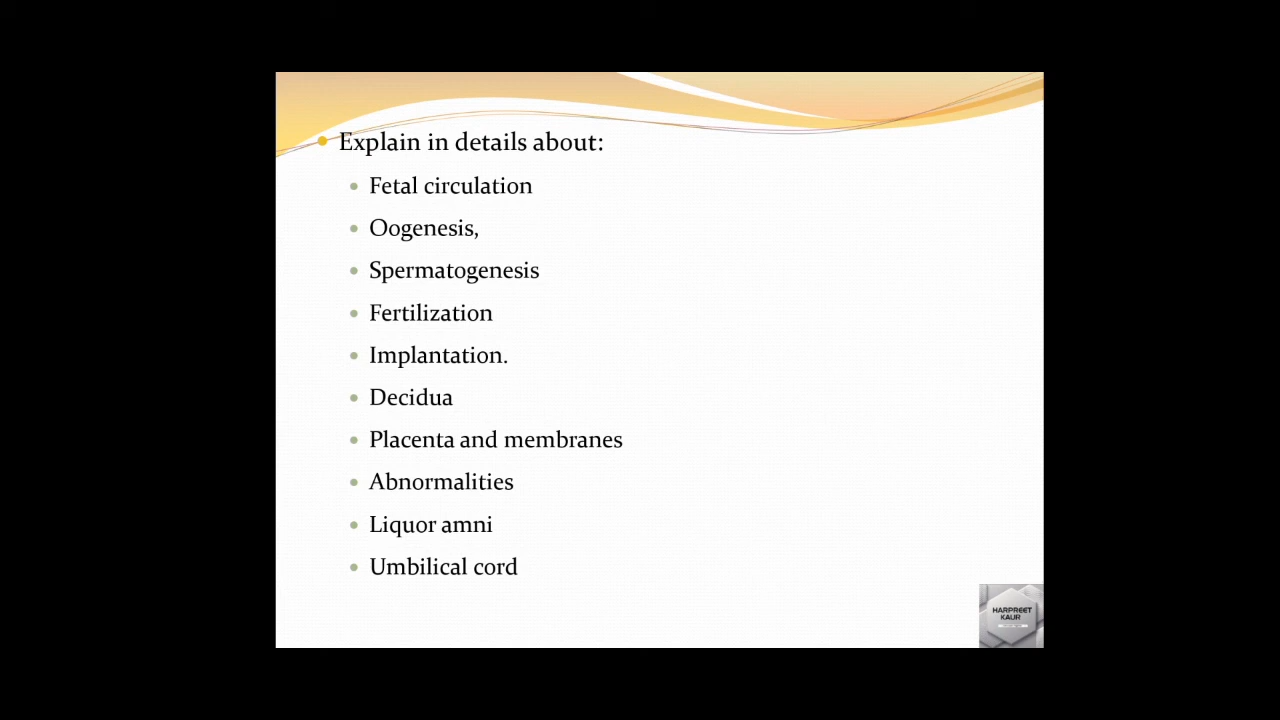 Explain in details about:
Fetal circulation
Oogenesis,
Spermatogenesis
Fertilization
Implantation.
Decidua
Placenta and membranes
Abnormalities
Liquor amni
Umbilical cord
HARPREET
KAUR